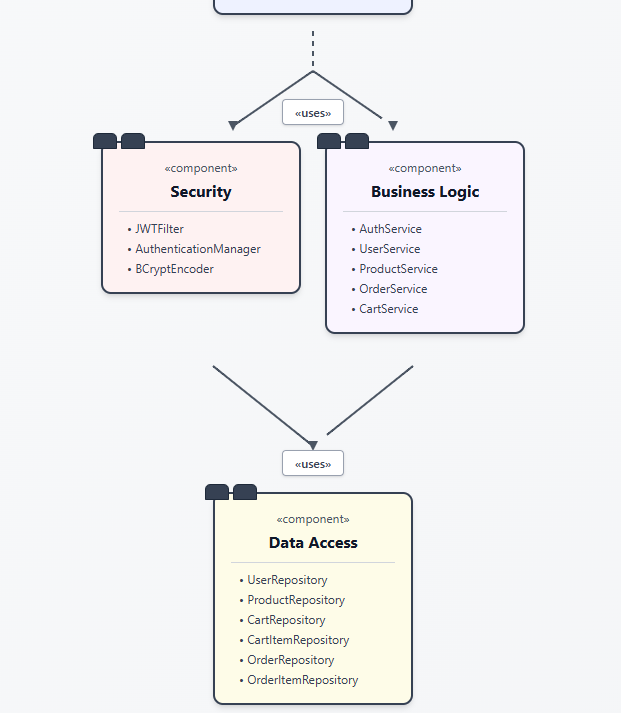 «uses»
«component»
Security
• JWTFilter
• AuthenticationManager
• BCryptEncoder
«component»
Business Logic
• AuthService
• UserService
• ProductService
• OrderService
• CartService
«uses»
«component»
Data Access
• UserRepository
• ProductRepository
• CartRepository
• CartItemRepository
• OrderRepository
• OrderItemRepository